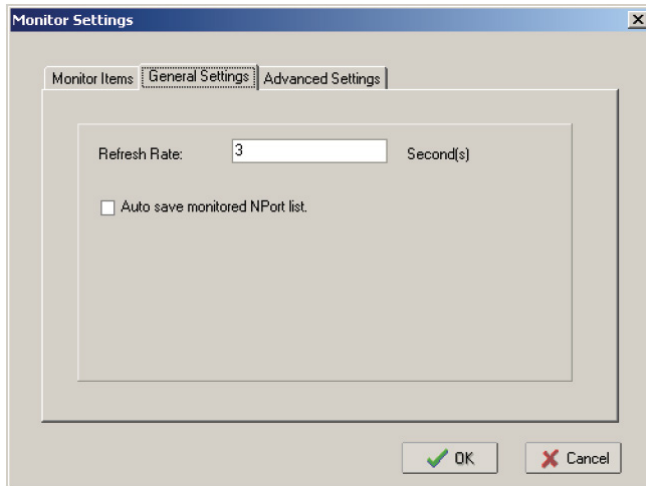 Monitor Settings
Monitor Items General Settings Advanced Settings
Refresh Rate: 3 Second(s)
Auto save monitored NPort list.
OK Cancel